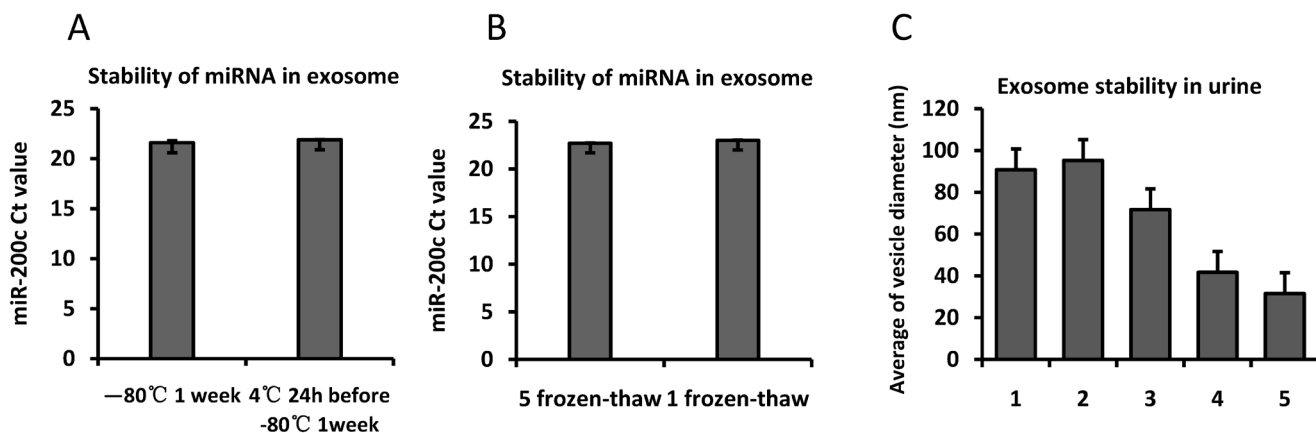 A
Stability of miRNA in exosome
miR-200c Ct value
25
20
15
10
5
0
—80℃ 1 week 4℃ 24h before
-80℃ 1week
B
Stability of miRNA in exosome
miR-200c Ct value
25
20
15
10
5
0
5 frozen-thaw 1 frozen-thaw
C
Exosome stability in urine
Average of vesicle diameter (nm)
120
100
80
60
40
20
0
1 2 3 4 5